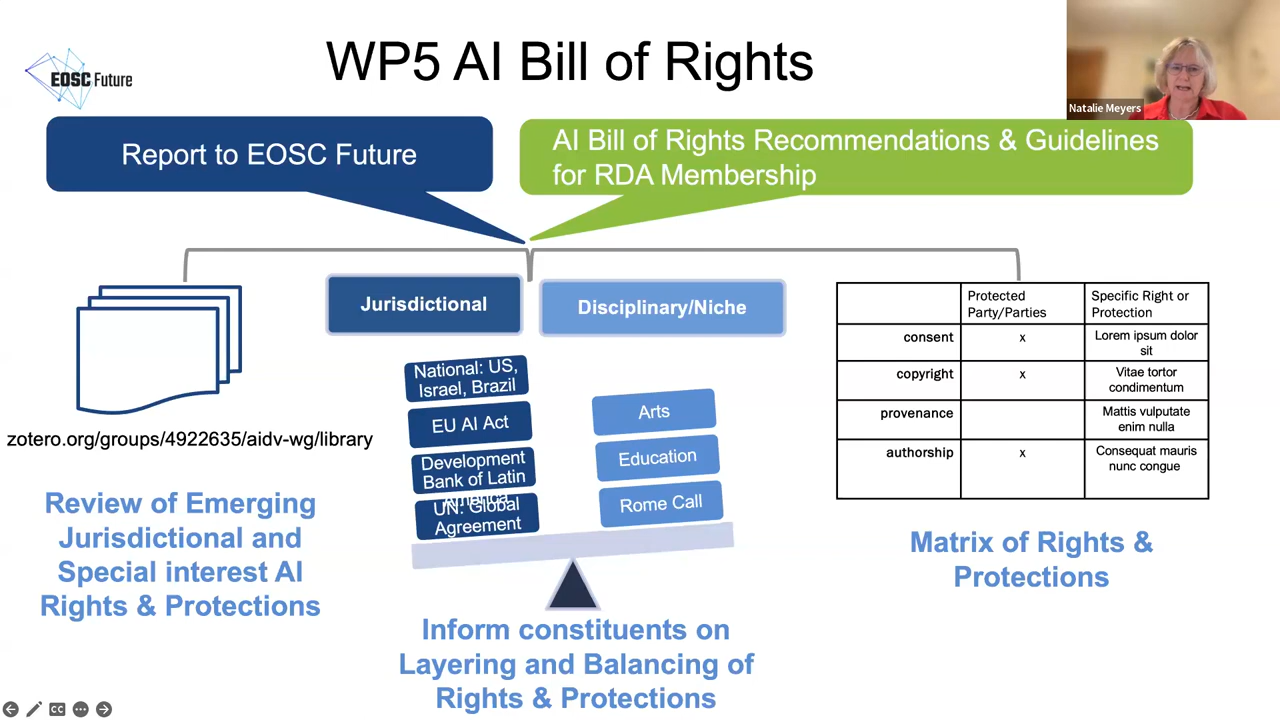 WP5 AI Bill of Rights
EOSC Future
Natalie Meyers
Report to EOSC Future
AI Bill of Rights Recommendations & Guidelines
for RDA Membership
Jurisdictional
Disciplinary/Niche
National: US,
Israel, Brazil
EU AI Act
Development
Bank of Latin
America
UN: Global
Agreement
Arts
Education
Rome Call
Protected
Party/Parties
Specific Right or
Protection
consent
x
Lorem ipsum dolor
sit
copyright
x
Vitae tortor
condimentum
provenance
Mattis vulputate
enim nulla
authorship
x
Consequat mauris
nunc congue
zotero.org/groups/4922635/aidv-wg/library
Review of Emerging
Jurisdictional and
Special interest AI
Rights & Protections
Inform constituents on
Layering and Balancing of
Rights & Protections
Matrix of Rights &
Protections
CC